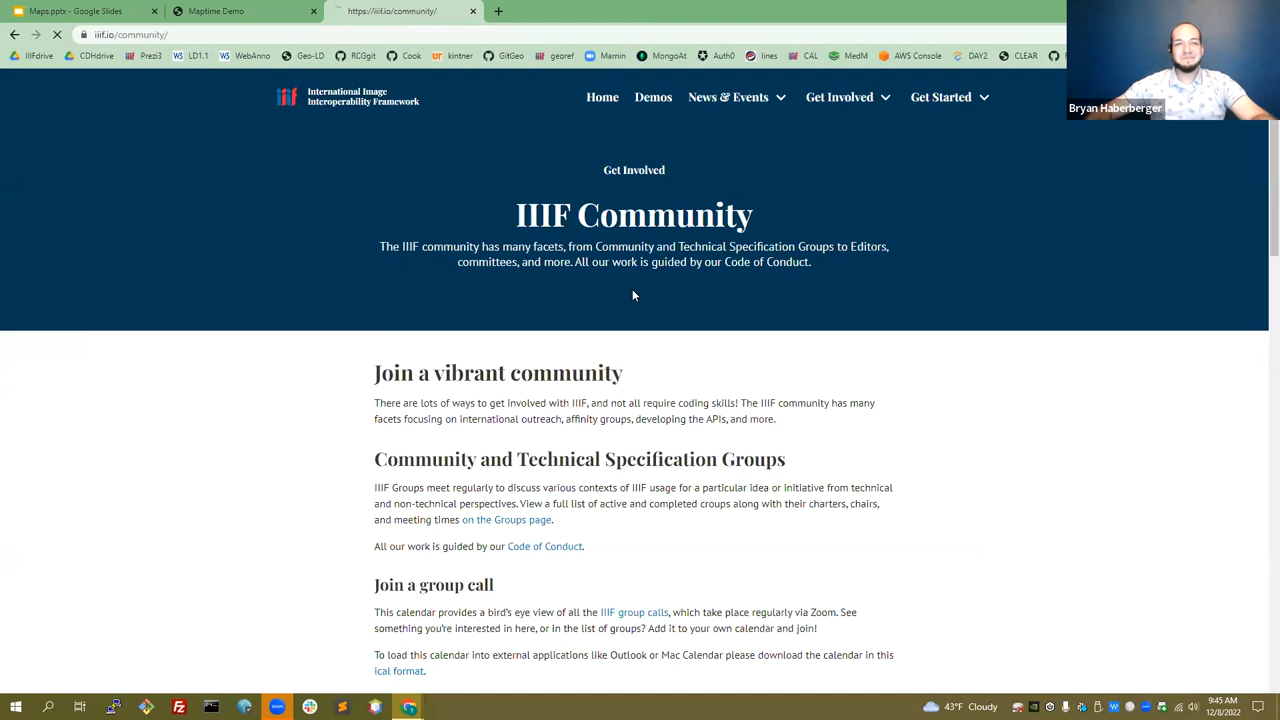 Maps.pptx - Google Slides
Maptime Demo
https://iiif.io/community/
iiif.io/community/
IIIFdrive
CDHdrive
Prezi3
LD1.1
WebAnno
Geo-LD
RCGgit
Cook
kintner
GitGeo
georef
Marnin
MongoAt
Auth0
lines
CAL
MedM
AWS Console
DAY2
CLEAR
Bryan Haberberger
International Image
Interoperability Framework
Home
Demos
News & Events
Get Involved
Get Started
Get Involved
IIIF Community
The IIIF community has many facets, from Community and Technical Specification Groups to Editors,
committees, and more. All our work is guided by our Code of Conduct.
Join a vibrant community
There are lots of ways to get involved with IIIF, and not all require coding skills! The IIIF community has many
facets focusing on international outreach, affinity groups, developing the APIs, and more.
Community and Technical Specification Groups
IIIF Groups meet regularly to discuss various contexts of IIIF usage for a particular idea or initiative from technical
and non-technical perspectives. View a full list of active and completed croups along with their charters, chairs,
and meeting times on the Groups page.
All our work is guided by our Code of Conduct.
Join a group call
This calendar provides a bird's eye view of all the IIIF group calls, which take place regularly via Zoom. See
something you're interested in here, or in the list of groups? Add it to your own calendar and join!
To load this calendar into external applications like Outlook or Mac Calendar please download the calendar in this
ical format.
43°F Cloudy
9:45 AM
12/8/2022